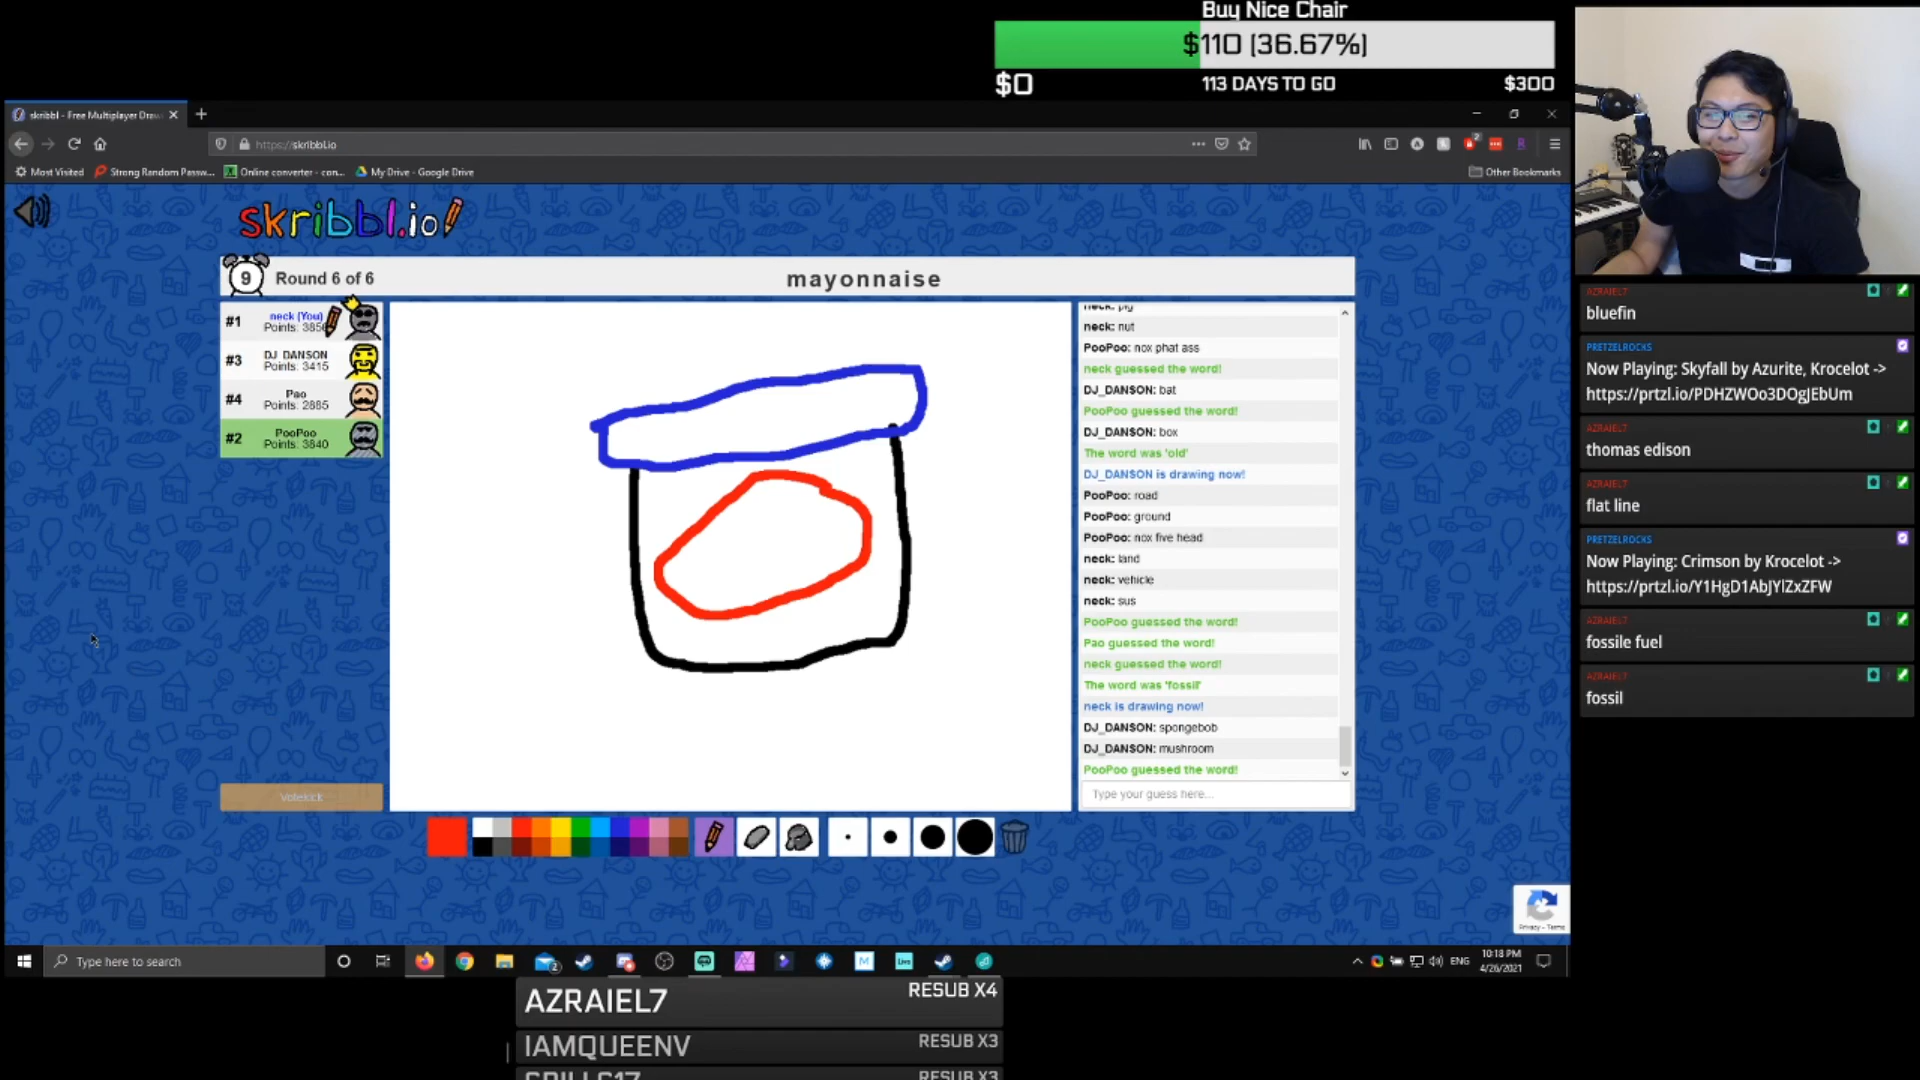 Buy Nice Chair
$110 (36.67%)
$0
113 DAYS TO GO
$300
skribbl - Free Multiplayer Draw
https://skribbl.io
Most Visited
Strong Random Passw...
Online converter - con...
My Drive - Google Drive
Other Bookmarks
skribbl.io
9
Round 6 of 6
mayonnaise
#1
neck (You)
#3
DJ_DANSON
Points: 3415
#4
Pao
Points: 2885
#2
PooPoo
Points: 3840
Votekick
neck: pig
neck: nut
PooPoo: nox phat ass
neck guessed the word!
DJ_DANSON: bat
PooPoo guessed the word!
DJ_DANSON: box
The word was 'old'
DJ_DANSON is drawing now!
PooPoo: road
PooPoo: ground
PooPoo: nox five head
neck: land
neck: vehicle
neck: sus
PooPoo guessed the word!
Pao guessed the word!
neck guessed the word!
The word was 'fossil'
neck is drawing now!
DJ_DANSON: spongebob
DJ_DANSON: mushroom
PooPoo guessed the word!
Type your guess here...
Privacy - Terms
AZRAIEL7
bluefin
PRETZELROCKS
Now Playing: Skyfall by Azurite, Krocelot ->
https://prtzl.io/PDHZWOo3DOgJEbUm
AZRAIEL7
thomas edison
AZRAIEL7
flat line
PRETZELROCKS
Now Playing: Crimson by Krocelot ->
https://prtzl.io/Y1HgD1AbJYlZxZFW
AZRAIEL7
fossile fuel
AZRAIEL7
fossil
Type here to search
ENG
10:18 PM
4/26/2021
AZRAIEL7
RESUB X4
IAMQUEENV
RESUB X3
RESUB X3